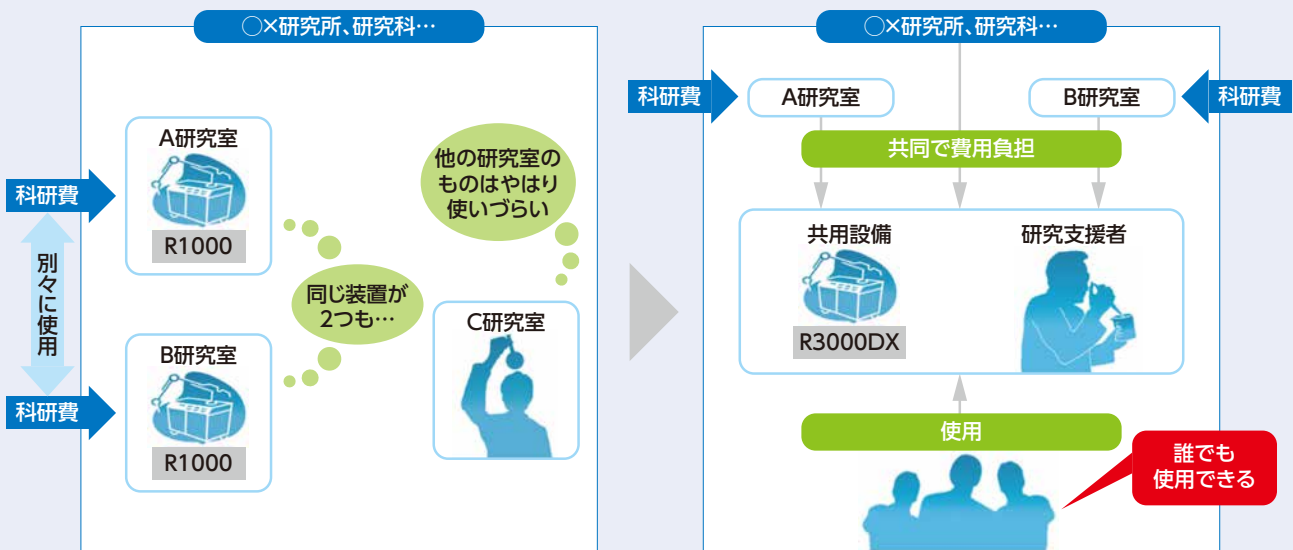 ○×研究所、研究科…
A研究室
R1000
科研費
別々に使用
科研費
B研究室
R1000
同じ装置が
2つも…
他の研究室の
ものはやはり
使いづらい
C研究室
○×研究所、研究科…
科研費
A研究室
B研究室
科研費
共同で費用負担
共用設備
R3000DX
研究支援者
使用
誰でも
使用できる